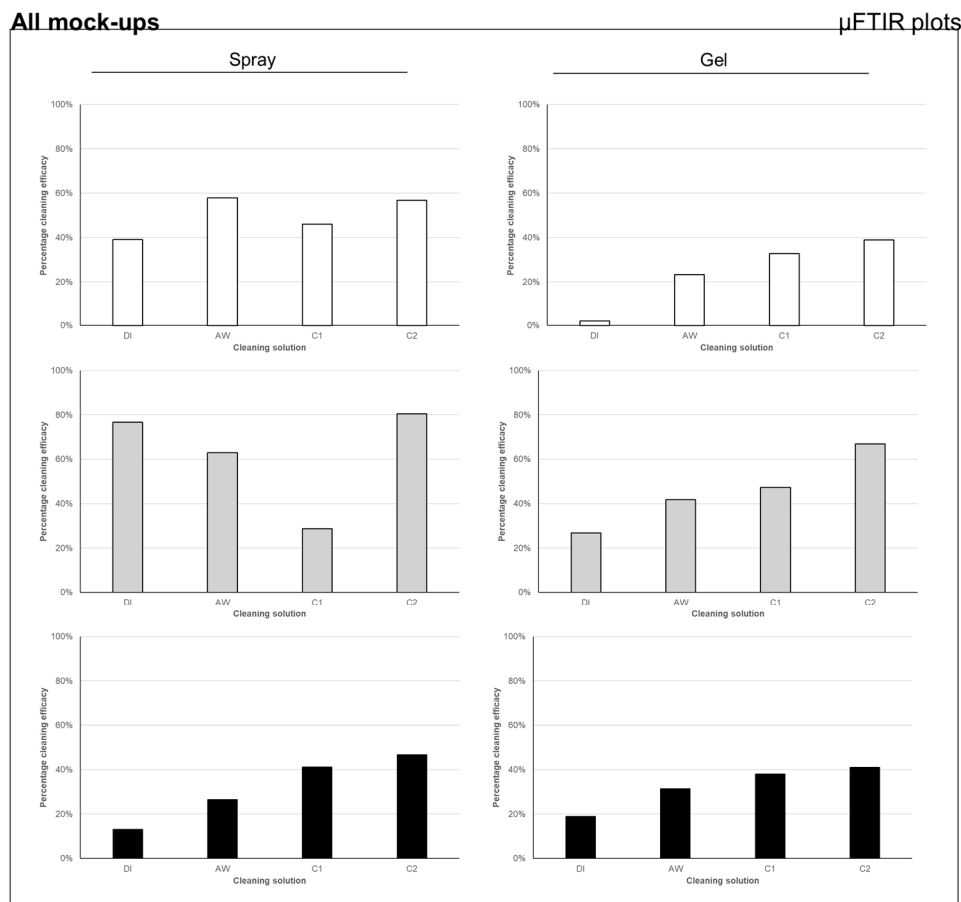 All mock-ups µFTIR plots
Spray Gel
100%
80%
60%
40%
20%
0%
Percentage cleaning efficacy
DI AW C1 C2
Cleaning solution
100%
80%
60%
40%
20%
0%
Percentage cleaning efficacy
DI AW C1 C2
Cleaning solution
100%
80%
60%
40%
20%
0%
Percentage cleaning efficacy
DI AW C1 C2
Cleaning solution
100%
80%
60%
40%
20%
0%
Percentage cleaning efficacy
DI AW C1 C2
Cleaning solution
100%
80%
60%
40%
20%
0%
Percentage cleaning efficacy
DI AW C1 C2
Cleaning solution
100%
80%
60%
40%
20%
0%
Percentage cleaning efficacy
DI AW C1 C2
Cleaning solution